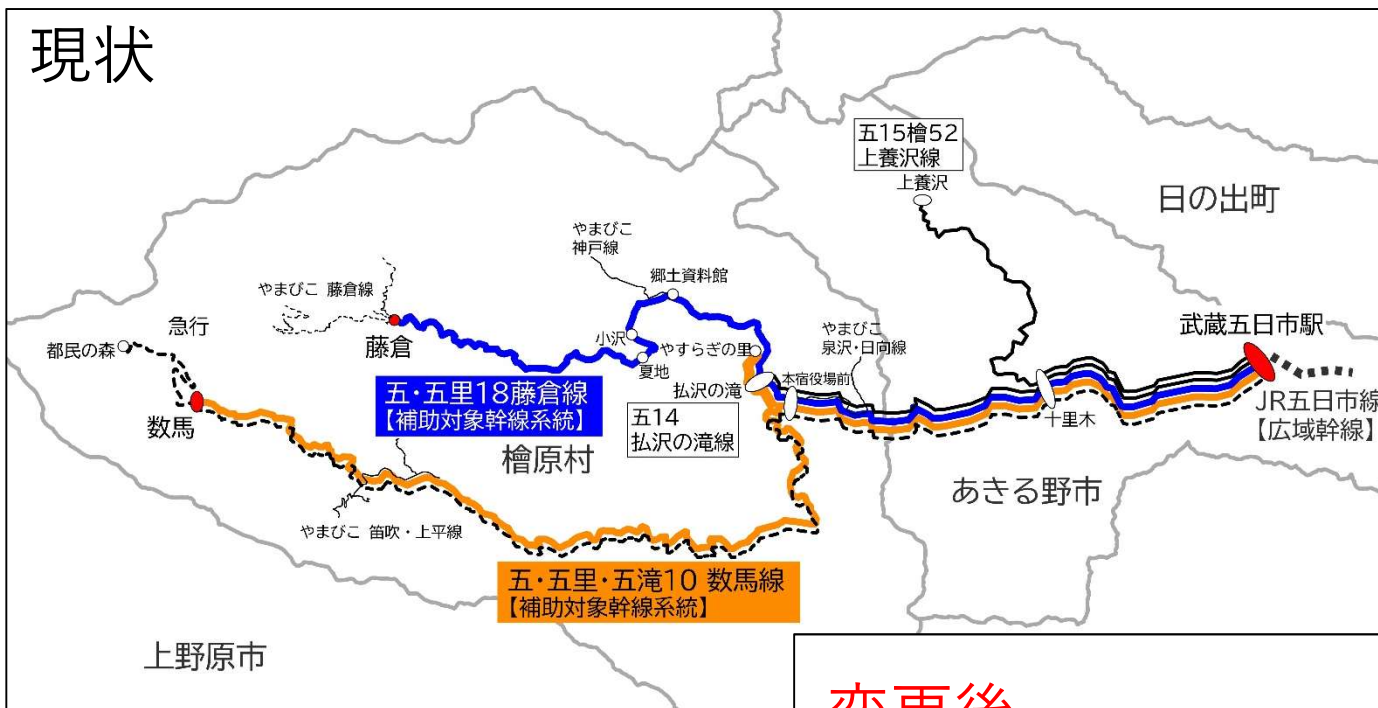 現状
五15檜52
上養沢線
上養沢
日の出町
やまびこ
神戸線
郷土資料館
やまびこ 藤倉線
急行
都民の森
藤倉
小沢
やすらぎの里
夏地
やまびこ
泉沢・日向線
武蔵五日市駅
数馬
五・五里18藤倉線
【補助対象幹線系統】
払沢の滝
本宿役場前
五14
払沢の滝線
十里木
JR五日市線
【広域幹線】
檜原村
あきる野市
やまびこ 笛吹・上平線
五・五里・五滝10 数馬線
【補助対象幹線系統】
上野原市
変更後